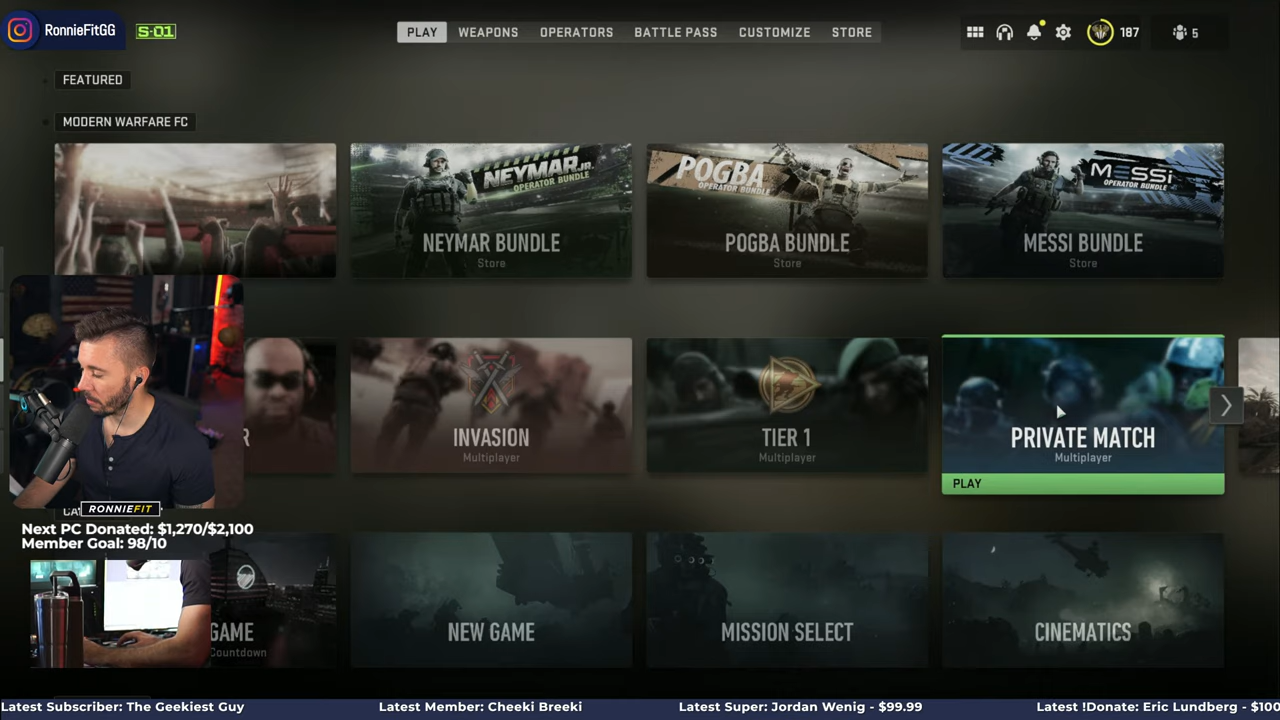 RonnieFitGG
S-01
PLAY WEAPONS OPERATORS BATTLE PASS CUSTOMIZE STORE
187
5
FEATURED
MODERN WARFARE FC
NEYMAR JR.
OPERATOR BUNDLE
NEYMAR BUNDLE
Store
POGBA
OPERATOR BUNDLE
POGBA BUNDLE
Store
MESSI
OPERATOR BUNDLE
MESSI BUNDLE
Store
R
INVASION
Multiplayer
TIER 1
Multiplayer
PRIVATE MATCH
Multiplayer
PLAY
RONNIEFIT
Next PC Donated: $1,270/$2,100
Member Goal: 98/10
GAME
Countdown
NEW GAME
MISSION SELECT
CINEMATICS
Latest Subscriber: The Geekiest Guy
Latest Member: Cheeki Breeki
Latest Super: Jordan Wenig - $99.99
Latest !Donate: Eric Lundberg - $100